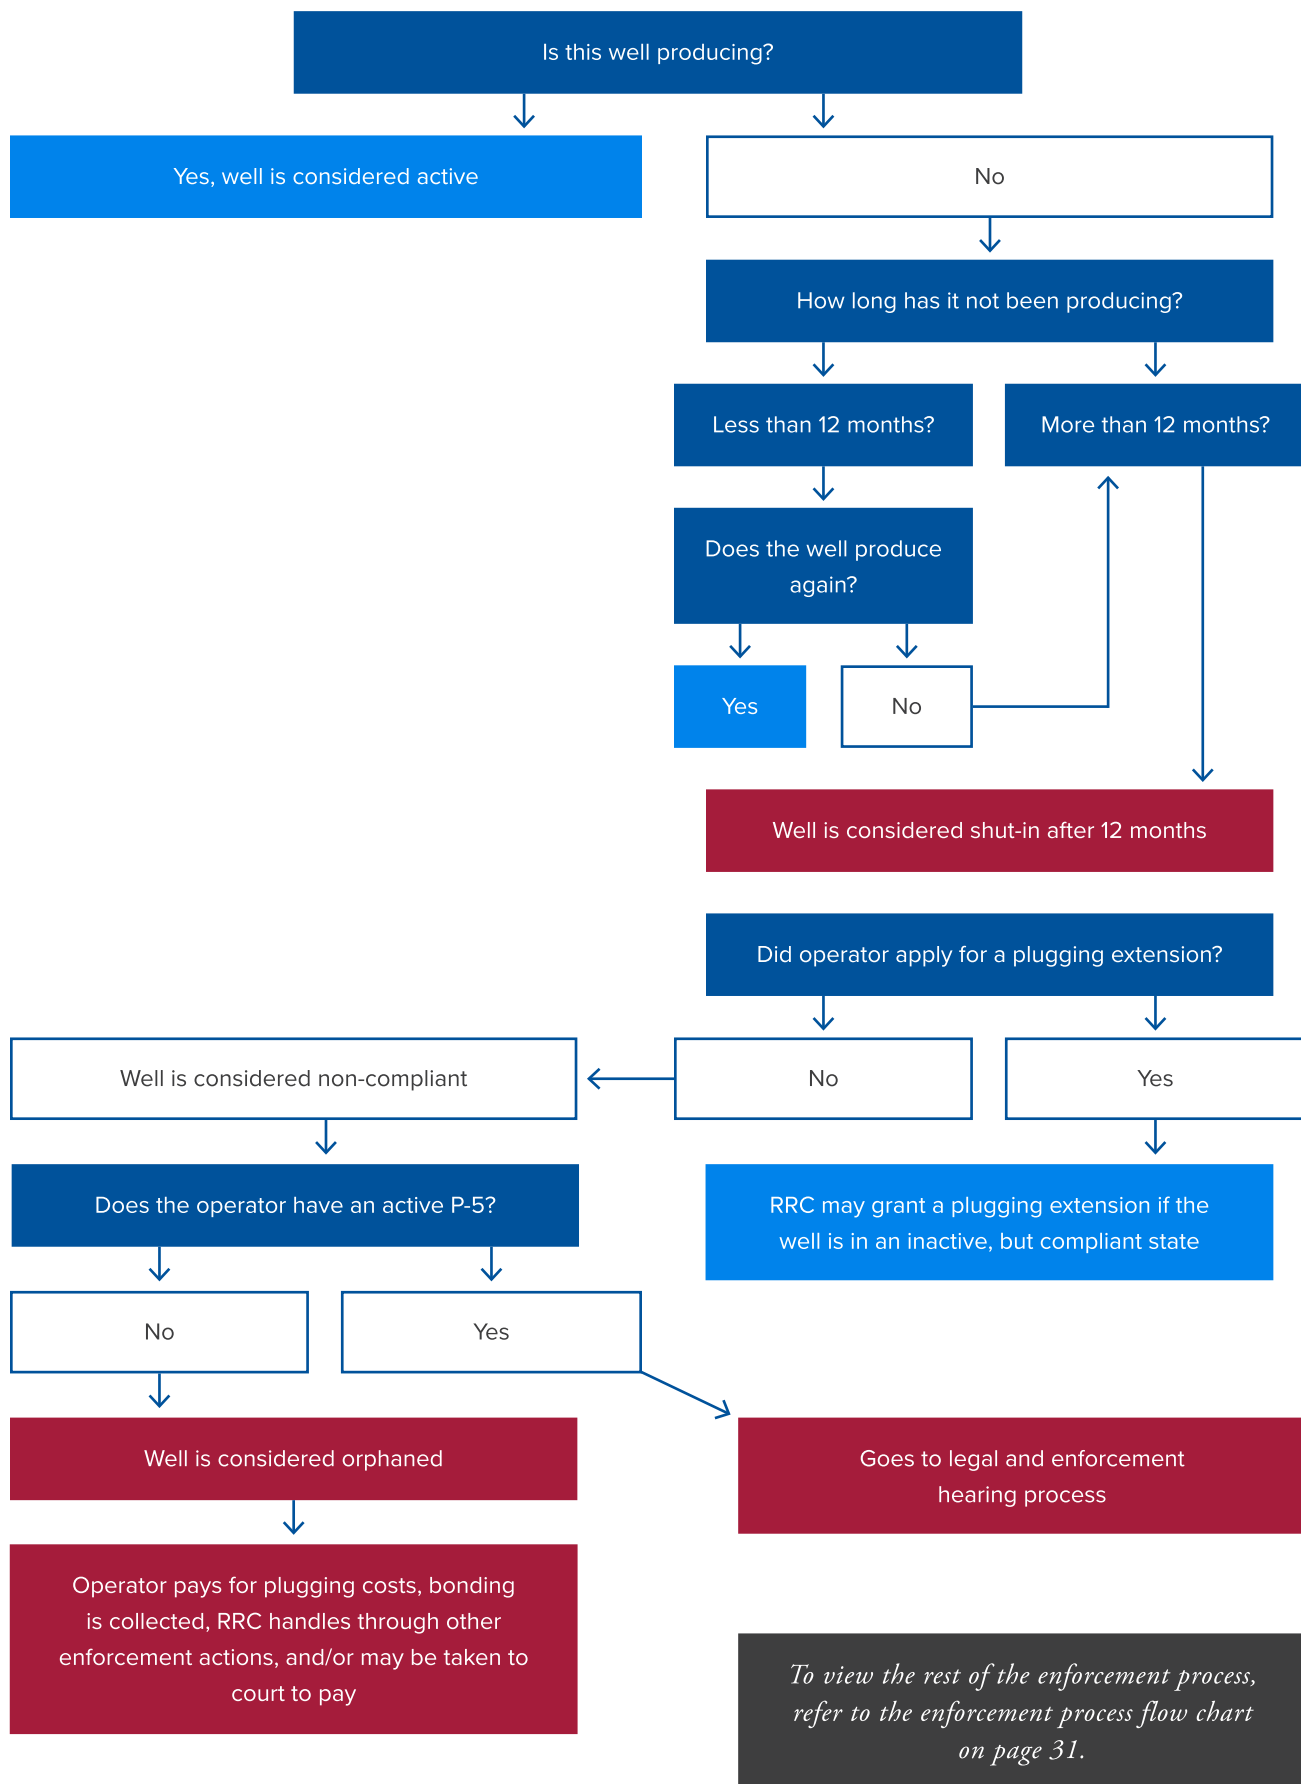 Is this well producing?
Yes, well is considered active
No
How long has it not been producing?
Less than 12 months?
More than 12 months?
Does the well produce
again?
Yes
No
Well is considered shut-in after 12 months
Did operator apply for a plugging extension?
Well is considered non-compliant
No
Yes
Does the operator have an active P-5?
RRC may grant a plugging extension if the
well is in an inactive, but compliant state
No
Yes
Well is considered orphaned
Goes to legal and enforcement
hearing process
Operator pays for plugging costs, bonding
is collected, RRC handles through other
enforcement actions, and/or may be taken to
court to pay
To view the rest of the enforcement process,
refer to the enforcement process flow chart
on page 31.